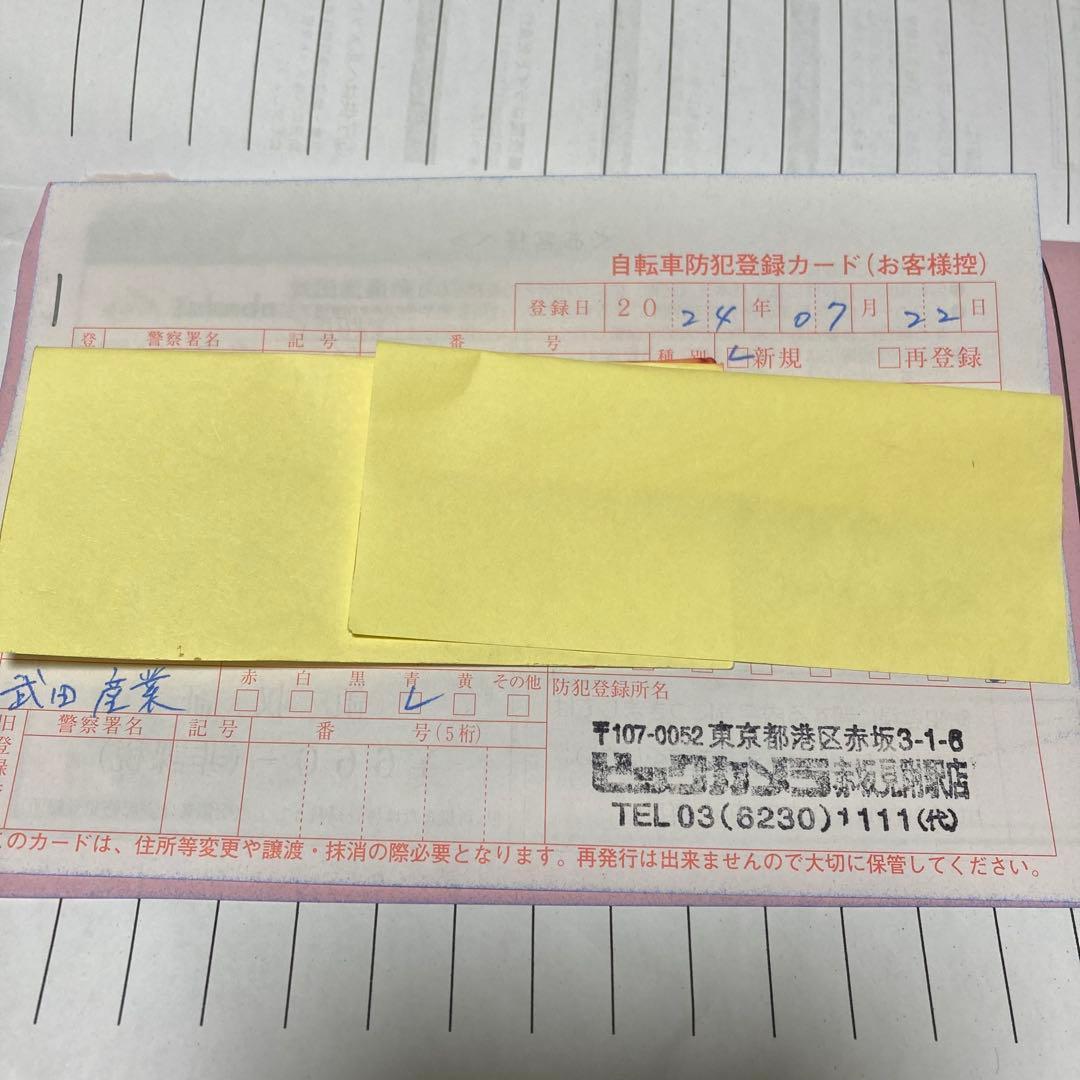 自転車防犯登録カード(お客様控)
登録日 20 24 年 07 月 22 日
登 警察署名 記号 番 号 種別 新規 再登録
赤 白 黒 青 黄 その他 防犯登録所名
武田産業
旧登録 警察署名 記号 番 号(5桁)
〒107-0052 東京都港区赤坂3-1-6
ビックカメラ赤坂見附駅店
TEL 03(6230)1111(代)
このカードは、住所等変更や譲渡・抹消の際必要となります。再発行は出来ませんので大切に保管してください。